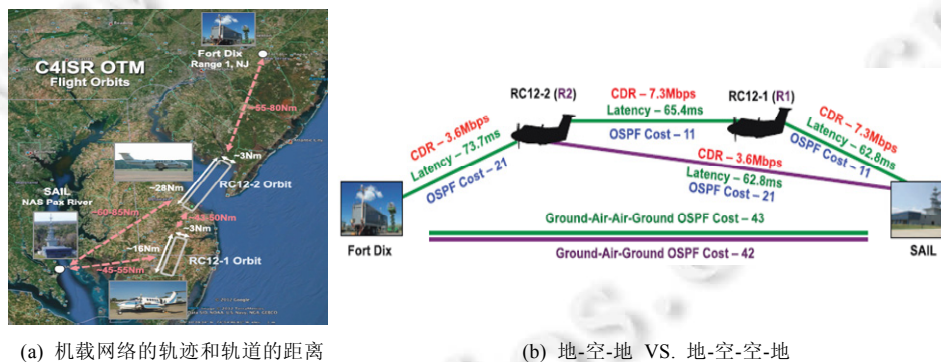 Fort Dix
Range 1, NJ
C4ISR OTM
Flight Orbits
~55-80Nm
~3Nm
~28Nm
RC12-2 Orbit
SAIL
NAS Pax River
~60-85Nm
~3Nm
~16Nm
RC12-1 Orbit
~45-55Nm
(a) 机载网络的轨迹和轨道的距离
RC12-2 (R2)
CDR – 7.3Mbps
Latency – 65.4ms
OSPF Cost – 11
RC12-1 (R1)
CDR – 3.6Mbps
Latency – 73.7ms
OSPF Cost – 21
CDR – 7.3Mbps
Latency – 62.8ms
OSPF Cost – 11
CDR – 3.6Mbps
Latency – 62.8ms
OSPF Cost – 21
Ground-Air-Air-Ground OSPF Cost – 43
Ground-Air-Ground OSPF Cost – 42
Fort Dix
SAIL
(b) 地-空-地 VS. 地-空-空-地